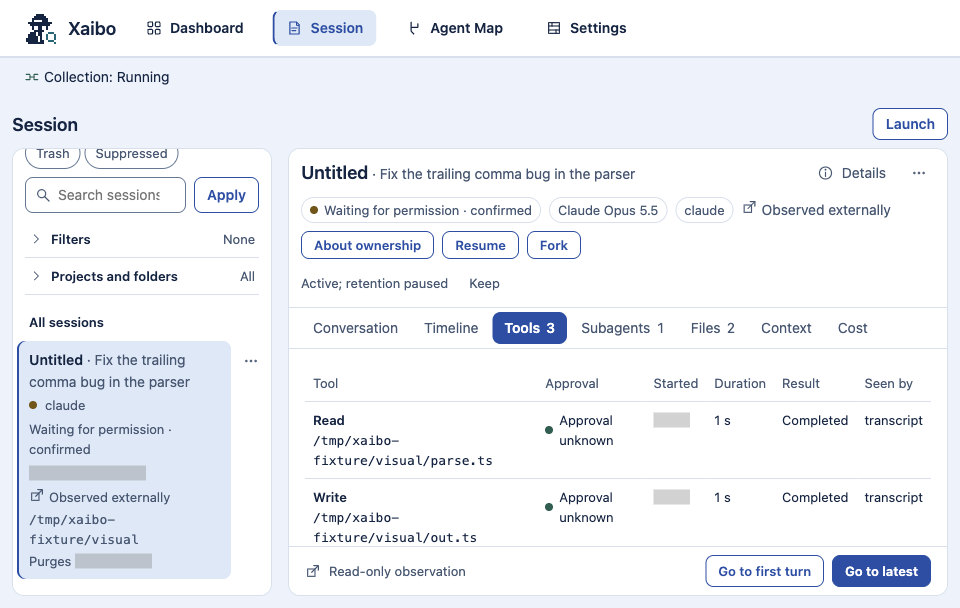 Xaibo
Dashboard
Session
Agent Map
Settings
Collection: Running
Session
Launch
Trash
Suppressed
Search sessions
Apply
Filters
None
Projects and folders
All
All sessions
Untitled · Fix the trailing
comma bug in the parser
claude
Waiting for permission ·
confirmed
Observed externally
/tmp/xaibo-
fixture/visual
Purges
Untitled · Fix the trailing comma bug in the parser
Details
Waiting for permission · confirmed
Claude Opus 5.5
claude
Observed externally
About ownership
Resume
Fork
Active; retention paused
Keep
Conversation
Timeline
Tools 3
Subagents 1
Files 2
Context
Cost
Tool
Approval
Started
Duration
Result
Seen by
Read
/tmp/xaibo-
fixture/visual/parse.ts
Approval
unknown
1 s
Completed
transcript
Write
/tmp/xaibo-
fixture/visual/out.ts
Approval
unknown
1 s
Completed
transcript
Read-only observation
Go to first turn
Go to latest